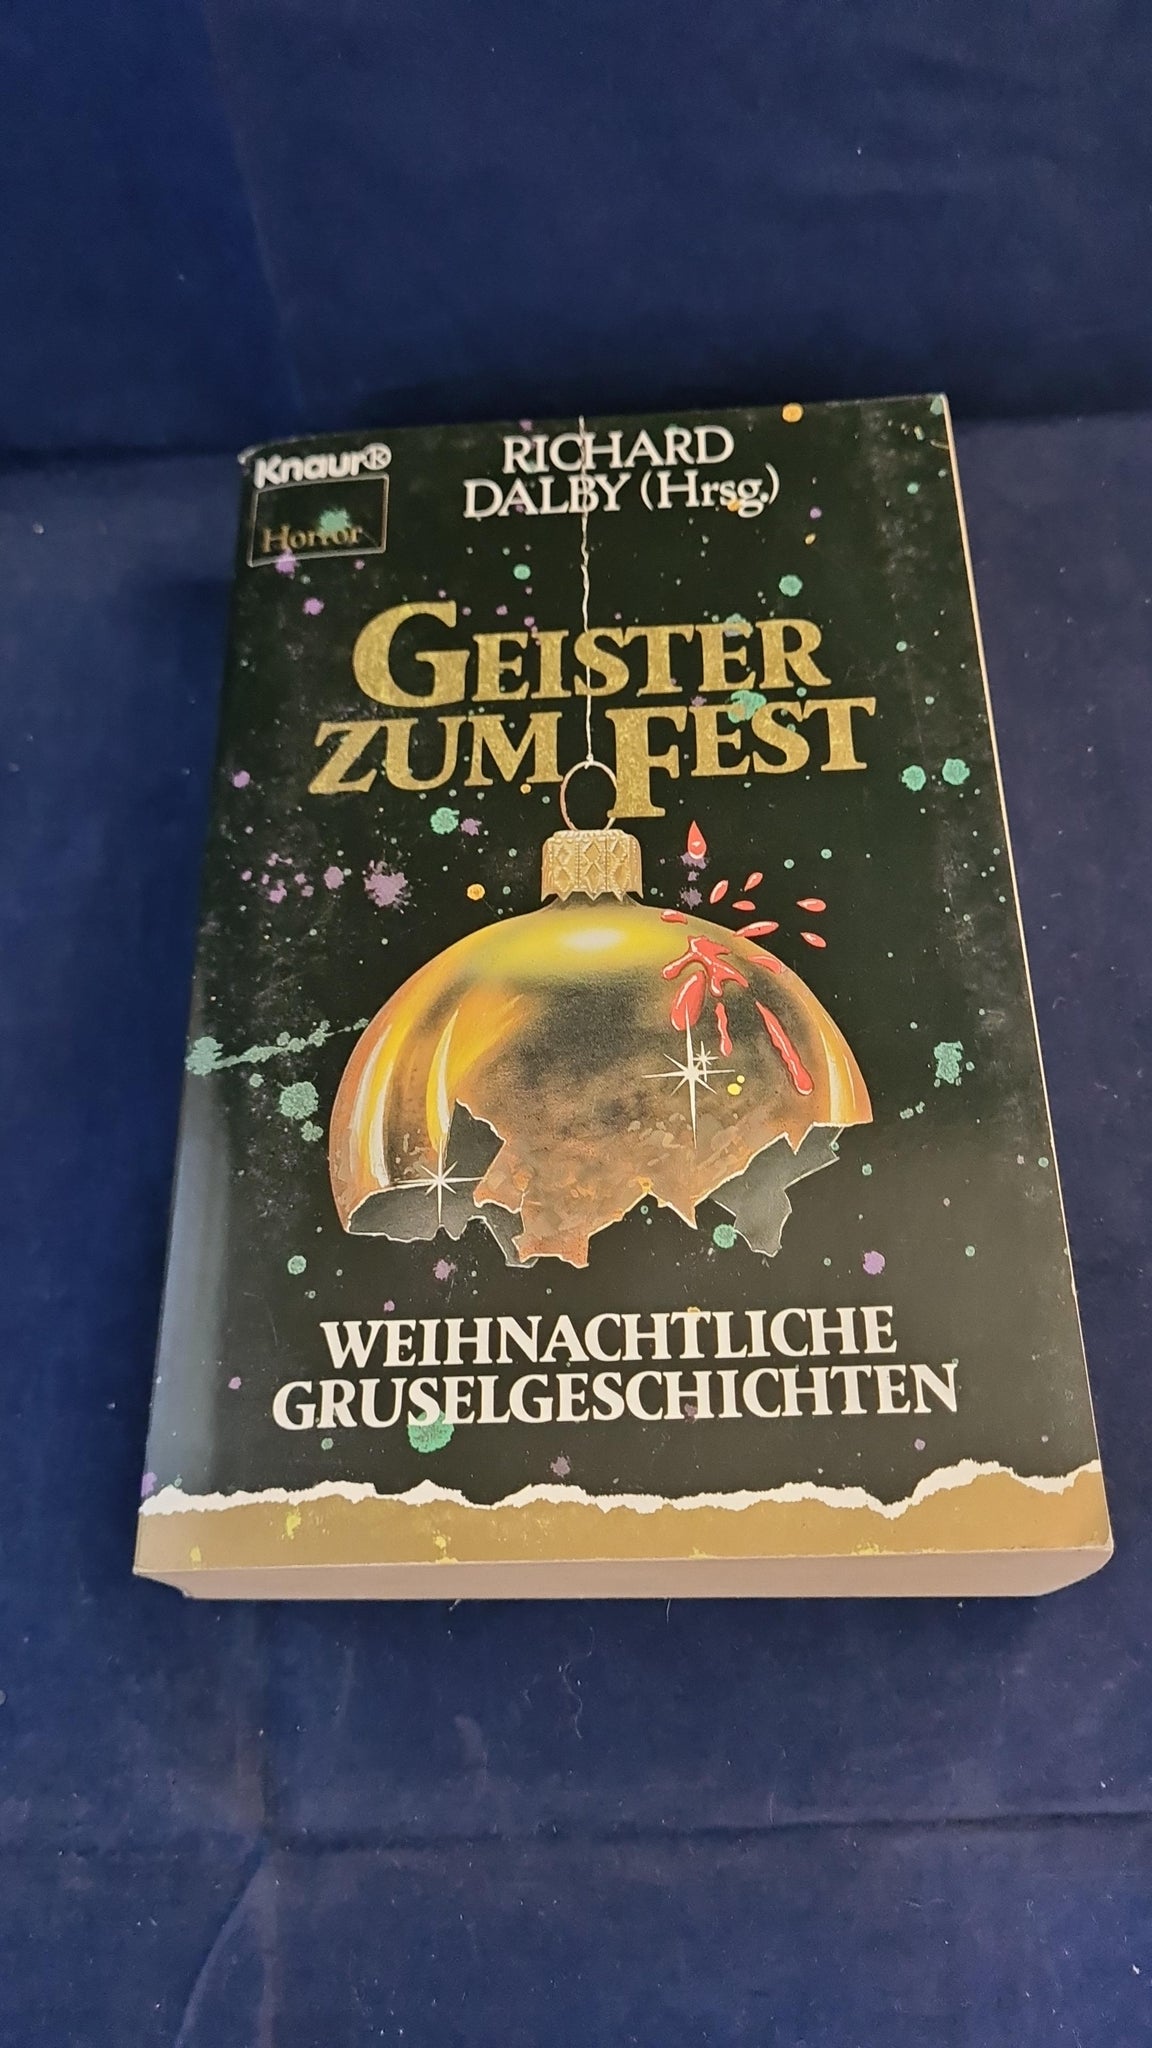 Knaur®
Horror
RICHARD
DALBY (Hrsg.)
GEISTER
ZUM FEST
WEIHNACHTLICHE
GRUSELGESCHICHTEN